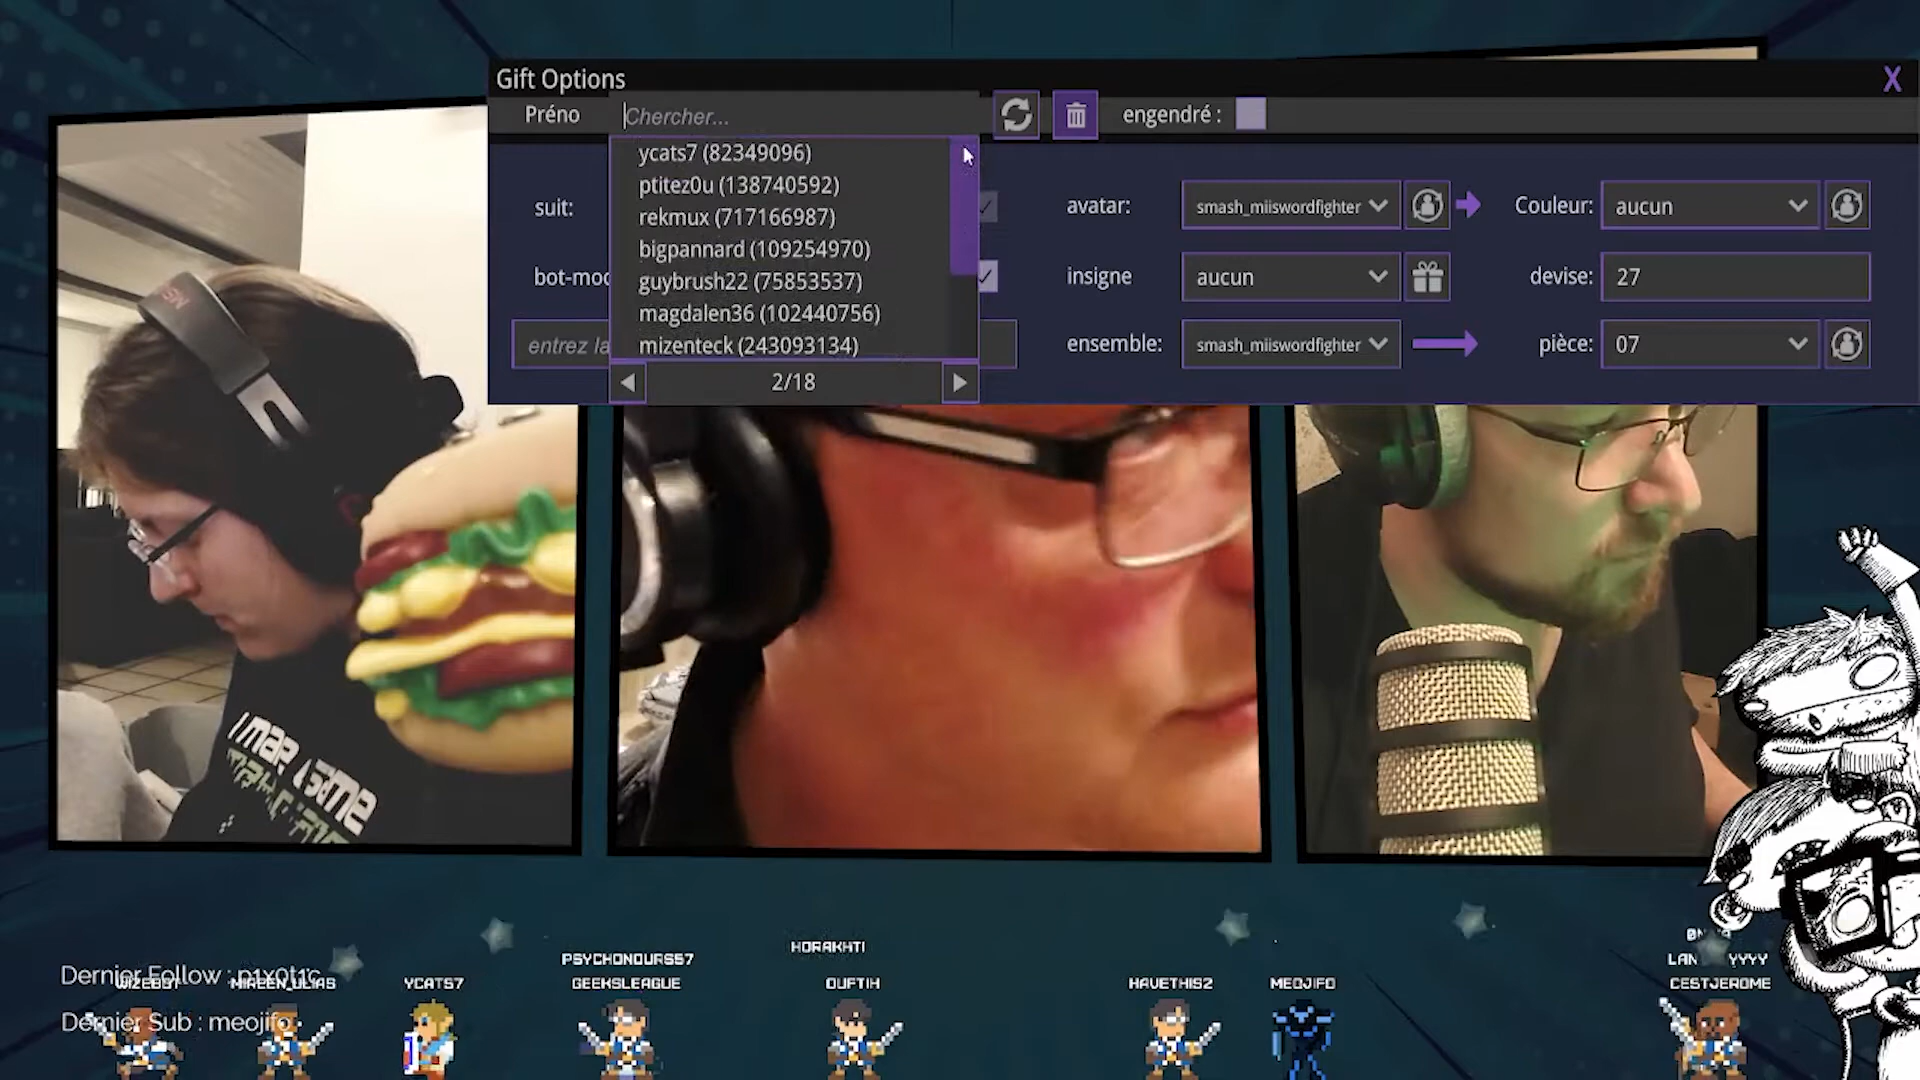 Gift Options
X
Préno
Chercher...
engendré :
ycats7 (82349096)
ptitez0u (138740592)
rekmux (717166987)
bigpannard (109254970)
guybrush22 (75853537)
magdalen36 (102440756)
mizenteck (243093134)
2/18
suit:
avatar:
smash_miiswordfighter
Couleur:
aucun
bot-mod
insigne
aucun
devise:
27
entrez la
ensemble:
smash_miiswordfighter
pièce:
07
I MAP
HORAKHTI
PSYCHONOURS57
Dernier Follow : p1x0t1c
WIZEBOT
YCATS7
GEEKSLEAGUE
OUFTIH
HAVETHIS2
MEOJIFO
CESTJEROME
Dernier Sub : meojifo